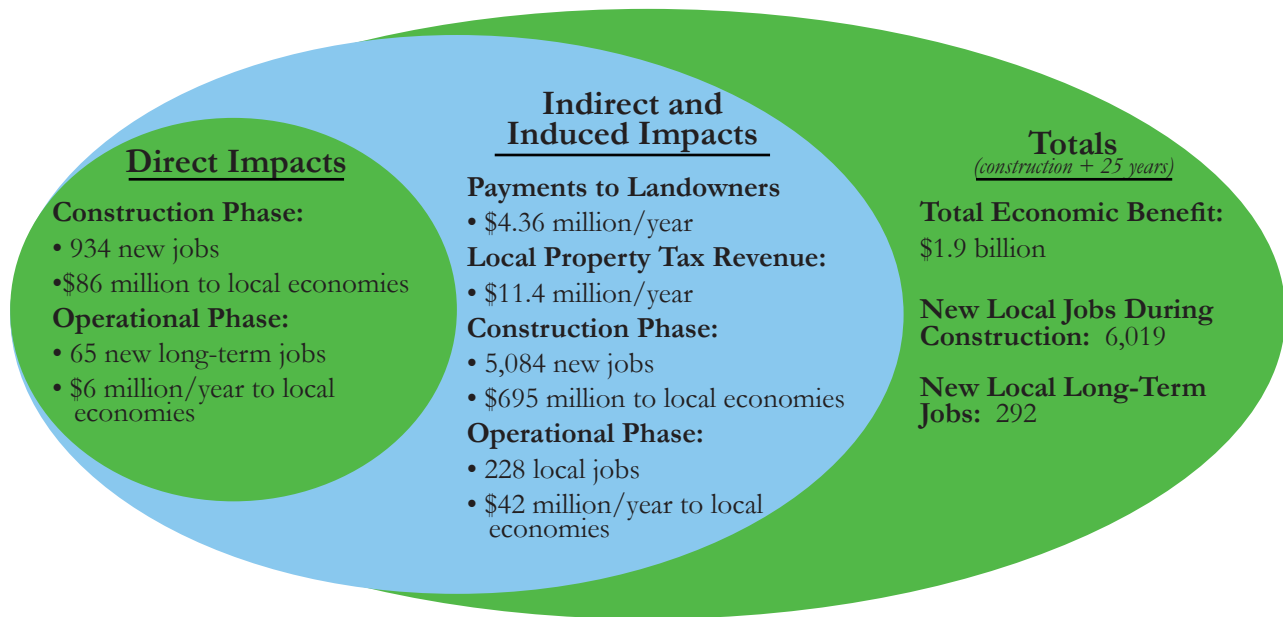 Direct Impacts
Construction Phase:
• 934 new jobs
•$86 million to local economies
Operational Phase:
• 65 new long-term jobs
• $6 million/year to local
economies
Indirect and
Induced Impacts
Payments to Landowners
• $4.36 million/year
Local Property Tax Revenue:
• $11.4 million/year
Construction Phase:
• 5,084 new jobs
• $695 million to local economies
Operational Phase:
• 228 local jobs
• $42 million/year to local
economies
Totals
(construction + 25 years)
Total Economic Benefit:
$1.9 billion
New Local Jobs During
Construction: 6,019
New Local Long-Term
Jobs: 292